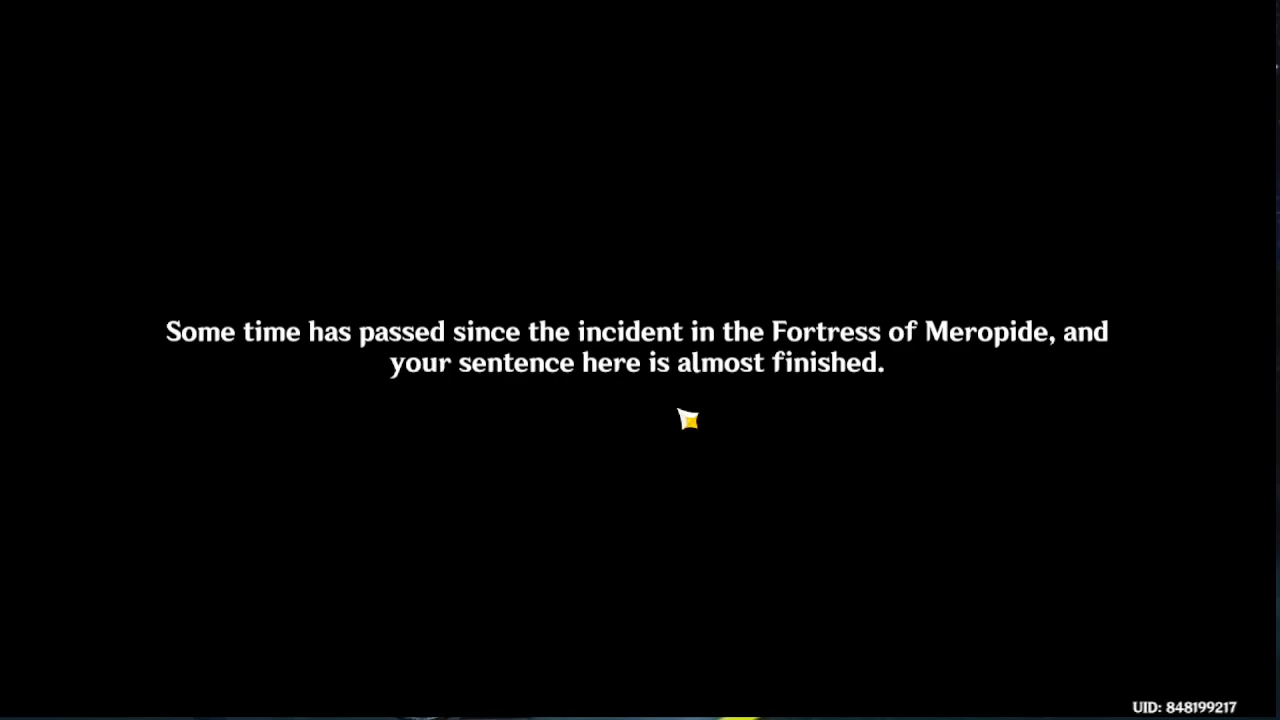 Some time has passed since the incident in the Fortress of Meropide, and
your sentence here is almost finished.
UID: 848199217